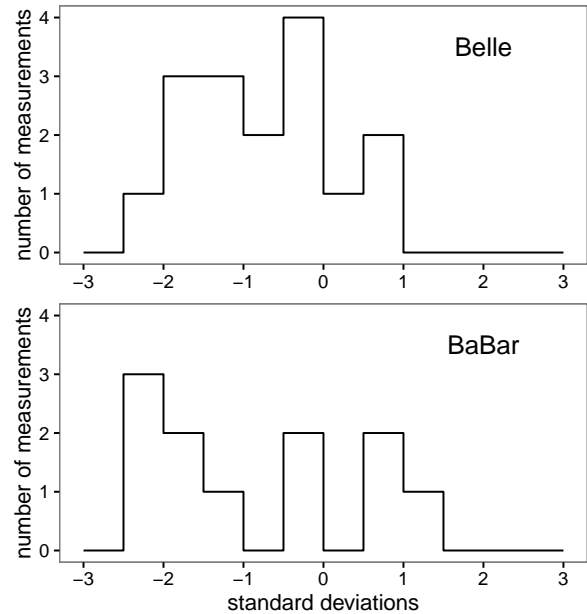 number of measurements
4
3
2
1
0
Belle
−3 −2 −1 0 1 2 3
number of measurements
4
3
2
1
0
BaBar
−3 −2 −1 0 1 2 3
standard deviations